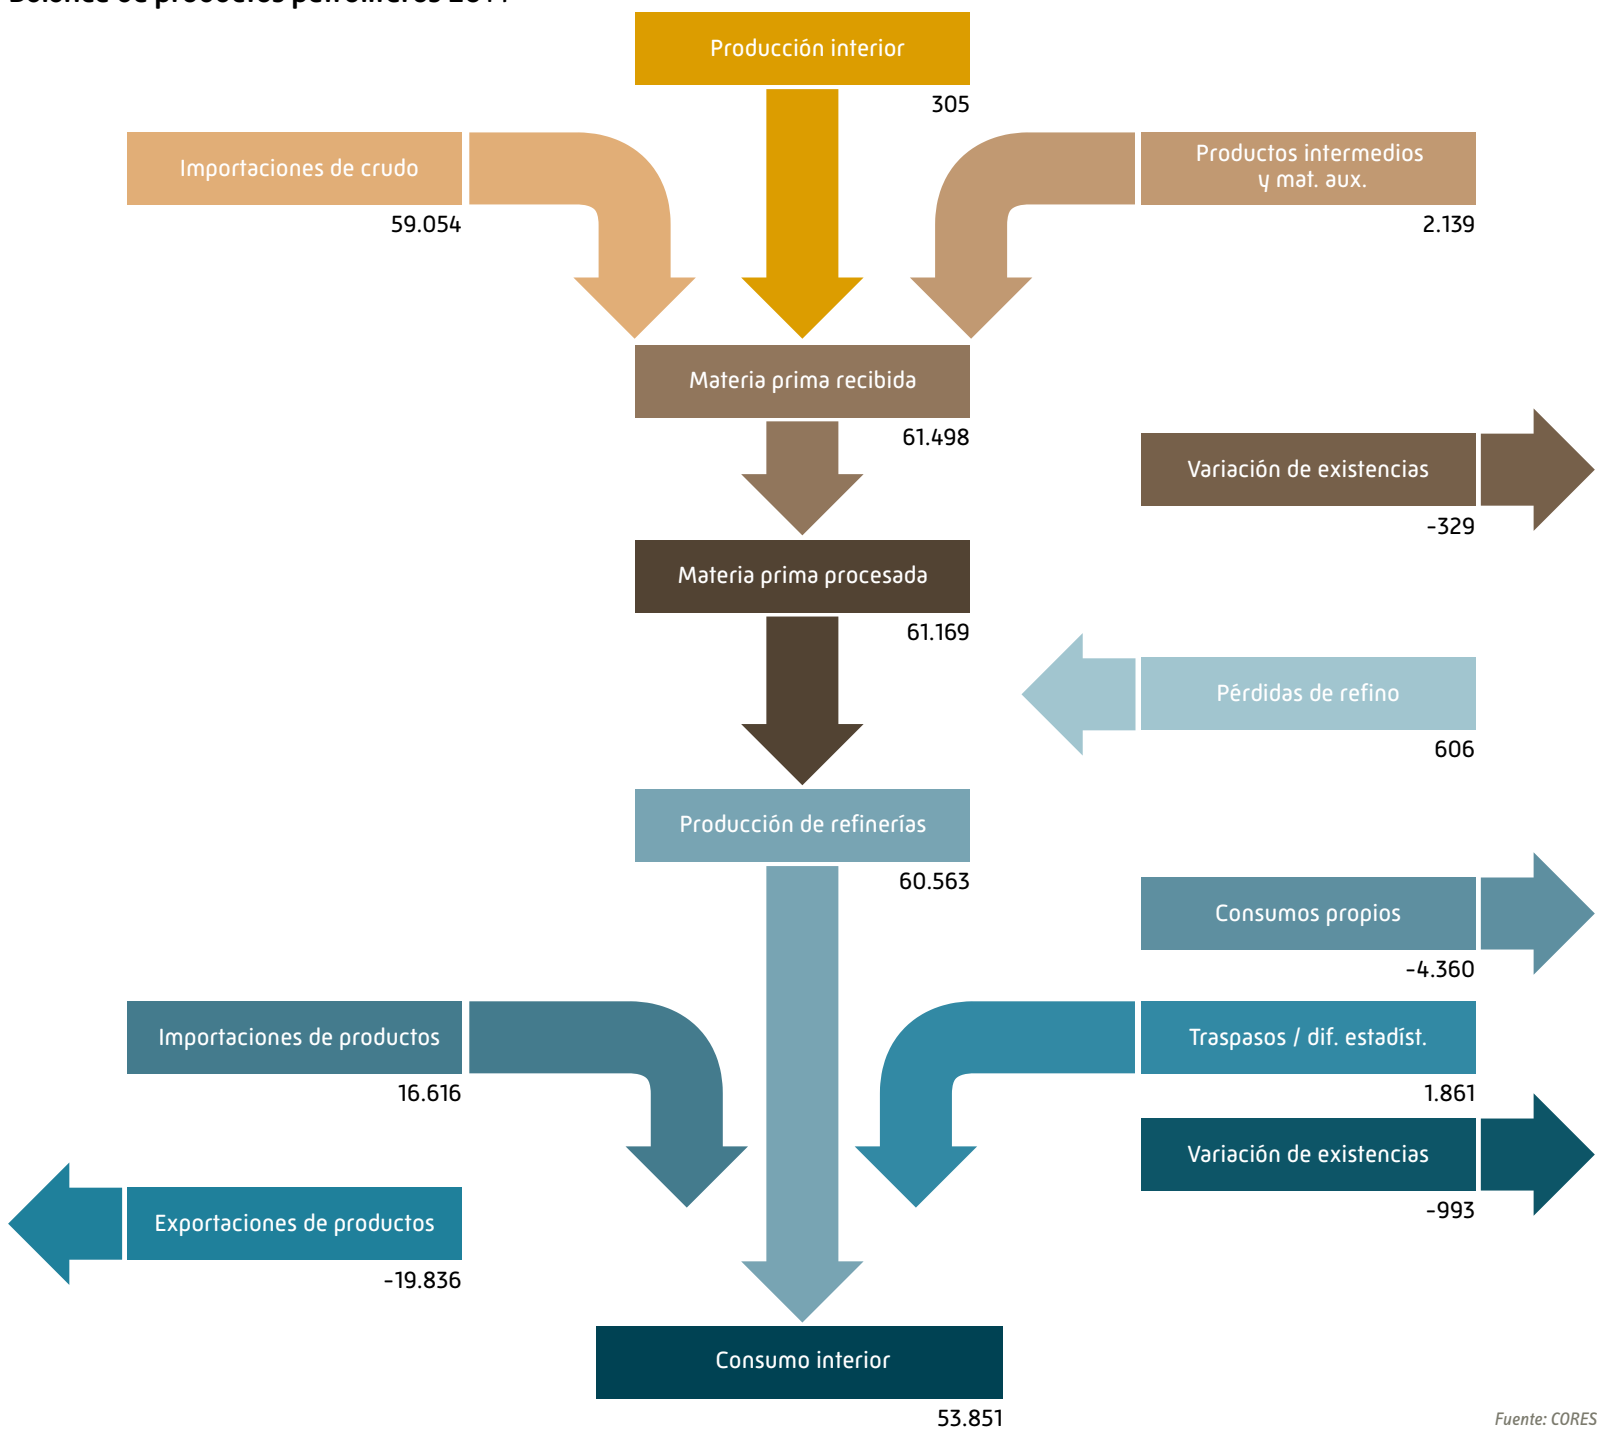 Producción interior
305
Importaciones de crudo
59.054
Productos intermedios
y mat. aux.
2.139
Materia prima recibida
61.498
Variación de existencias
-329
Materia prima procesada
61.169
Pérdidas de refino
606
Producción de refinerías
60.563
Consumos propios
-4.360
Importaciones de productos
16.616
Traspasos / dif. estadíst.
1.861
Variación de existencias
-993
Exportaciones de productos
-19.836
Consumo interior
53.851
Fuente: CORES